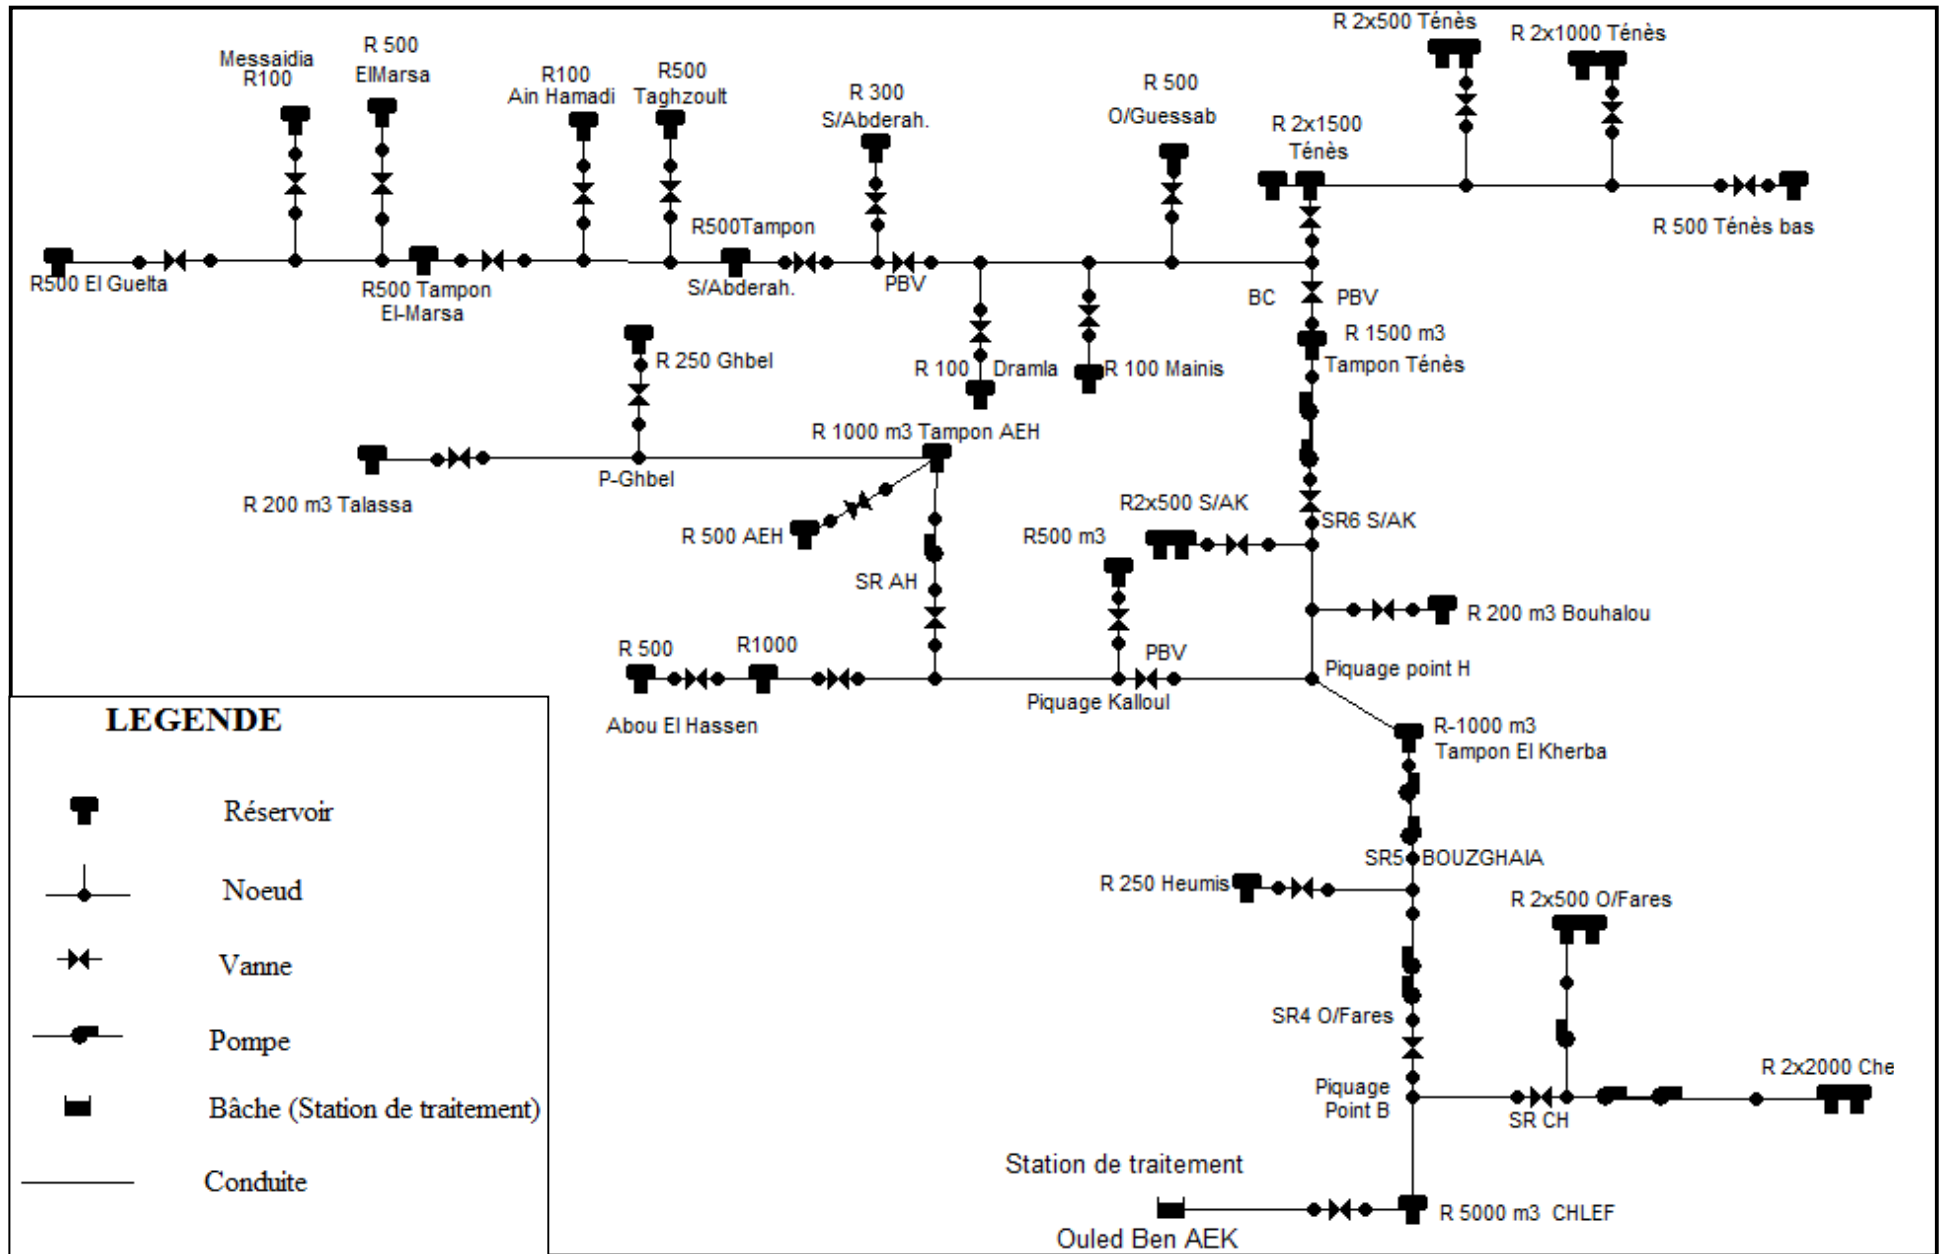 R 2x500 Ténès
R 2x1000 Ténès
Messaidia
R100
R 500
ElMarsa
R100
Ain Hamadi
R500
Taghzoult
R 300
S/Abderah.
R 500
O/Guessab
R 2x1500
Ténès
R500 El Guelta
R500 Tampon
El-Marsa
R500Tampon
S/Abderah.
PBV
R 500 Ténès bas
BC
PBV
R 1500 m3
Tampon Ténès
R 250 Ghbel
R 100 Dramla
R 100 Mainis
R 1000 m3 Tampon AEH
P-Ghbel
R 200 m3 Talassa
R 500 AEH
SR AH
R500 m3
R2x500 S/AK
SR6 S/AK
R 200 m3 Bouhalou
R 500
R1000
PBV
Piquage point H
Abou El Hassen
Piquage Kalloul
R-1000 m3
Tampon El Kherba
SR5 BOUZGHAIA
R 250 Heumis
R 2x500 O/Fares
SR4 O/Fares
Piquage
Point B
SR CH
R 2x2000 Che
Station de traitement
Ouled Ben AEK
R 5000 m3 CHLEF
LEGENDE
Réservoir
Noeud
Vanne
Pompe
Bâche (Station de traitement)
Conduite